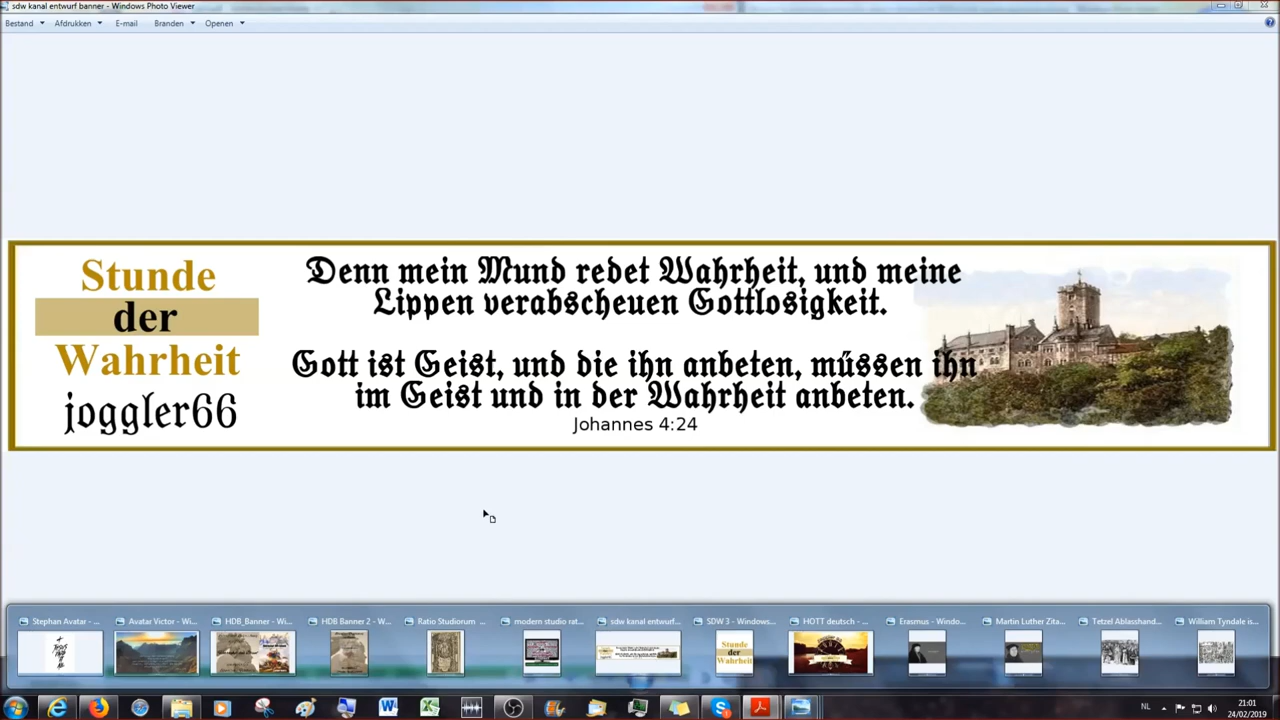 sdw kanal entwurf banner - Windows Photo Viewer
Bestand Afdrukken E-mail Branden Openen
Stunde
der
Wahrheit
joggler66
Denn mein Mund redet Wahrheit, und meine
Lippen verabscheuen Gottlosigkeit.
Gott ist Geist, und die ihn anbeten, müssen ihn
im Geist und in der Wahrheit anbeten.
Johannes 4:24
Stephan Avatar - ... Avatar Victor - Wi... HDB_Banner - Wi... HDB Banner 2 - W... Ratio Studiorum ... modern studio rat... sdw kanal entwurf... SDW 3 - Windows... HOTT deutsch - ... Erasmus - Windo... Martin Luther Zita... Tetzel Ablasshand... William Tyndale is...
Stunde
der
Wahrheit
NL
21:01
24/02/2019